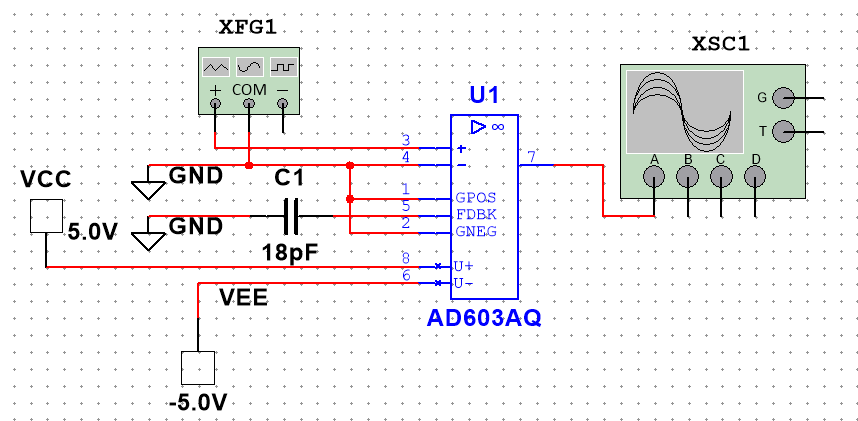 XFG1
+ COM −
XSC1
G
T
A B C D
U1
∞
3 +
4 −
7
GND
VCC
C1
1 GPOS
5 FDBK
2 GNEG
GND
5.0V
18pF
8 U+
6 U−
VEE
AD603AQ
-5.0V